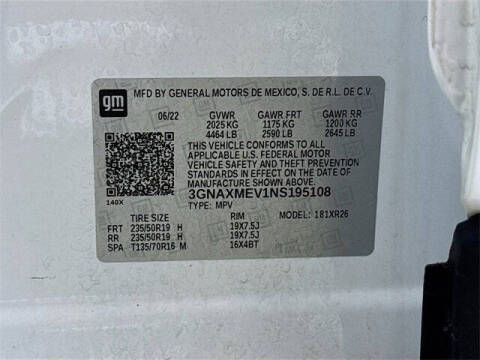 gm
MFD BY GENERAL MOTORS DE MEXICO, S. DE R.L. DE C.V.
06/22 GVWR GAWR FRT GAWR RR
2025 KG 1175 KG 1200 KG
4464 LB 2590 LB 2645 LB
THIS VEHICLE CONFORMS TO ALL
APPLICABLE U.S. FEDERAL MOTOR
VEHICLE SAFETY, BUMPER, AND THEFT
PREVENTION STANDARDS IN EFFECT ON
THE DATE OF MANUFACTURE SHOWN ABOVE.
3GNAXMEV1NS195108
140X TYPE: MPV
MODEL: 181XR26
TIRE SIZE RIM
FRT 235/50R19 H 19X7.5J
RR 235/50R19 H 19X7.5J
SPA T135/70R16 M 16X4BT